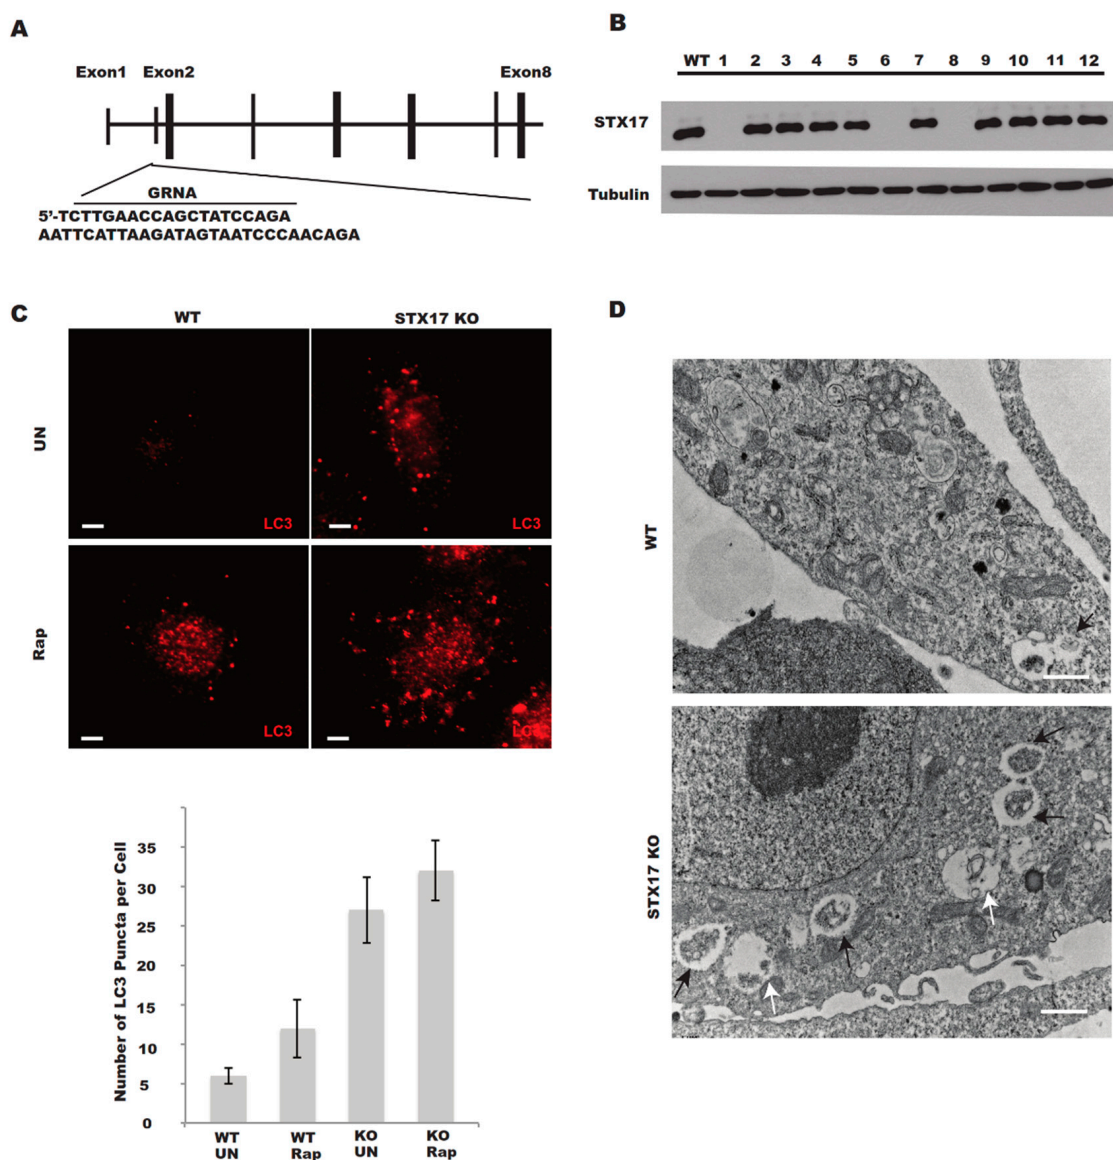 A
Exon1 Exon2 Exon8
GRNA
5'-TCTTGAACCAGCTATCCAGA
AATTCATTAAGATAGTAATCCCAACAGA
B
WT 1 2 3 4 5 6 7 8 9 10 11 12
STX17
Tubulin
C
WT STX17 KO
UN
LC3 LC3
Rap
LC3 LC3
Number of LC3 Puncta per Cell
35
30
25
20
15
10
5
0
WT WT KO KO
UN Rap UN Rap
D
WT
STX17 KO